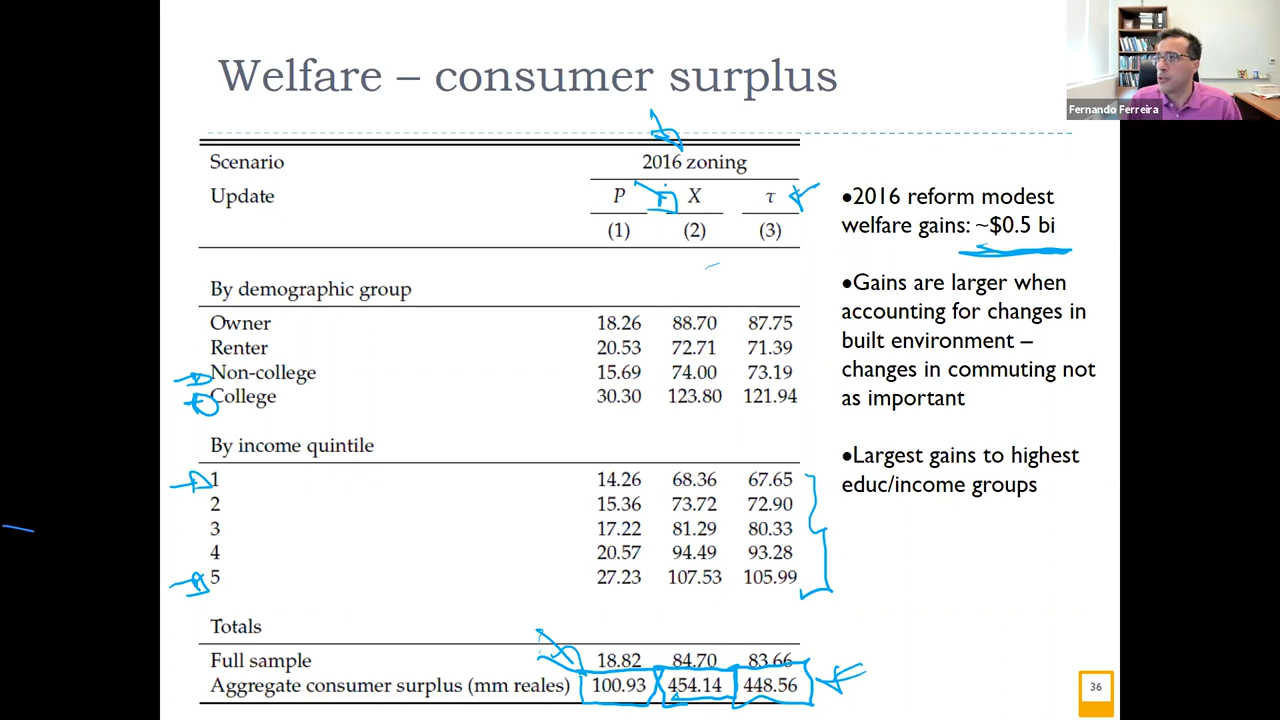 Welfare – consumer surplus
Fernando Ferreira
Scenario 2016 zoning
Update P X τ
(1) (2) (3)
By demographic group
Owner 18.26 88.70 87.75
Renter 20.53 72.71 71.39
Non-college 15.69 74.00 73.19
College 30.30 123.80 121.94
By income quintile
1 14.26 68.36 67.65
2 15.36 73.72 72.90
3 17.22 81.29 80.33
4 20.57 94.49 93.28
5 27.23 107.53 105.99
Totals
Full sample 18.82 84.70 83.66
Aggregate consumer surplus (mm reales) 100.93 454.14 448.56
•2016 reform modest
welfare gains: ~$0.5 bi
•Gains are larger when
accounting for changes in
built environment –
changes in commuting not
as important
•Largest gains to highest
educ/income groups
36